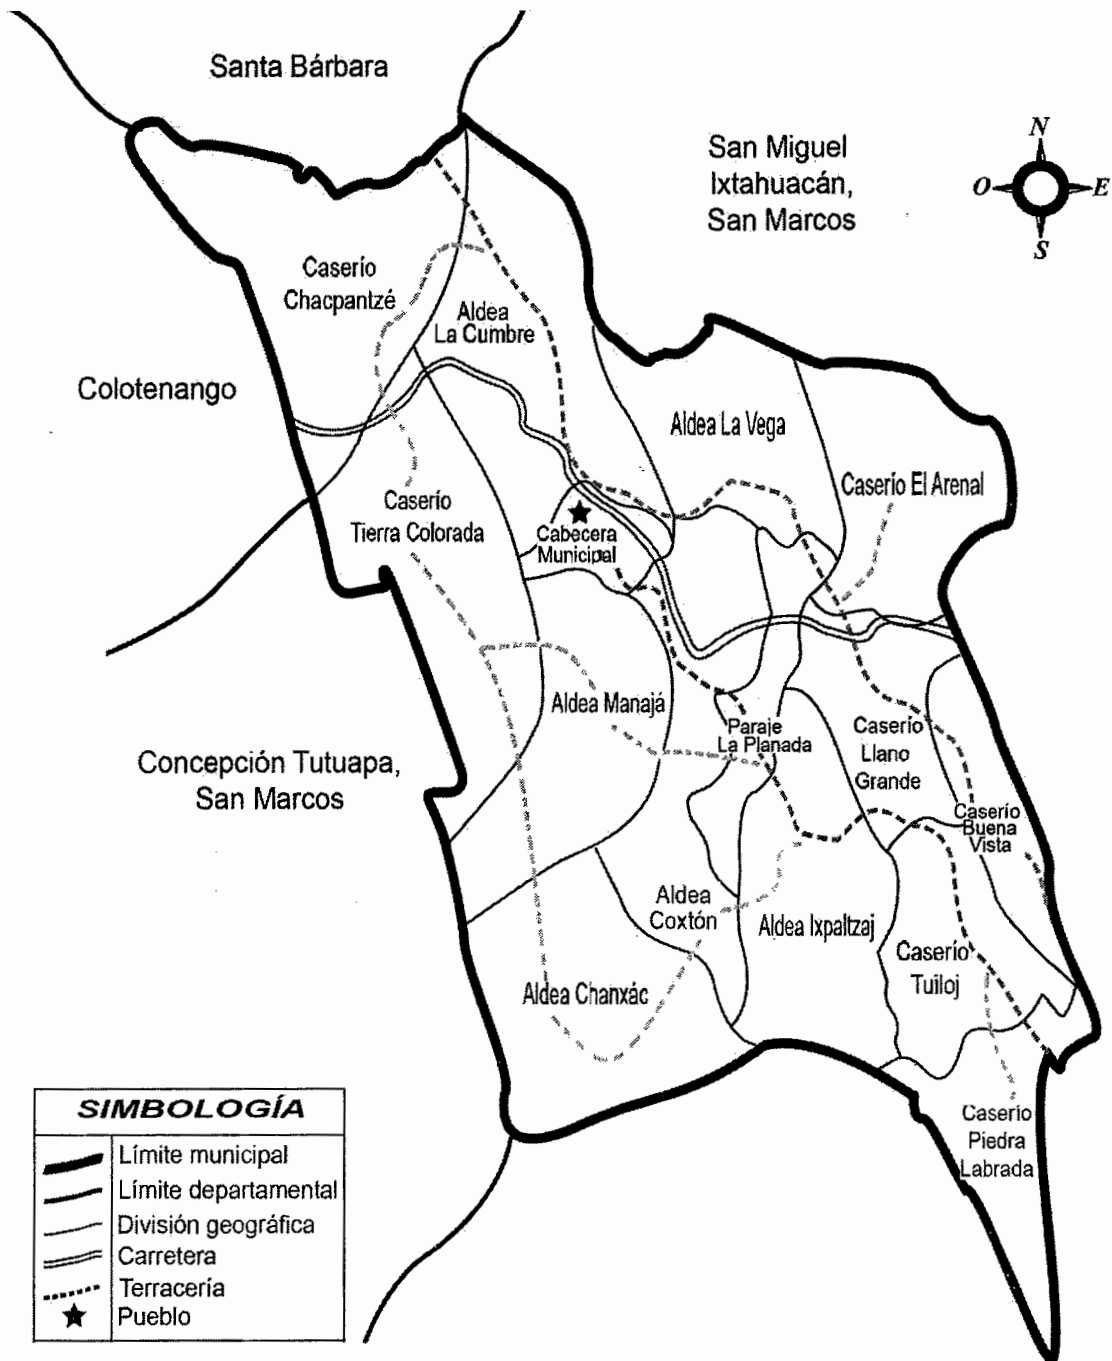 Santa Bárbara
San Miguel
Ixtahuacán,
San Marcos
N
O
E
S
Caserío
Chacpantzé
Aldea
La Cumbre
Colotenango
Aldea La Vega
Caserío El Arenal
Caserío
Tierra Colorada
Cabecera
Municipal
Aldea Manajá
Paraje
La Planada
Caserío
Llano
Grande
Concepción Tutuapa,
San Marcos
Caserío
Buena
Vista
Aldea
Coxtón
Aldea Ixpaltzaj
Caserío
Tuiloj
Aldea Chanxác
Caserío
Piedra
Labrada
SIMBOLOGÍA
Límite municipal
Límite departamental
División geográfica
Carretera
Terracería
Pueblo